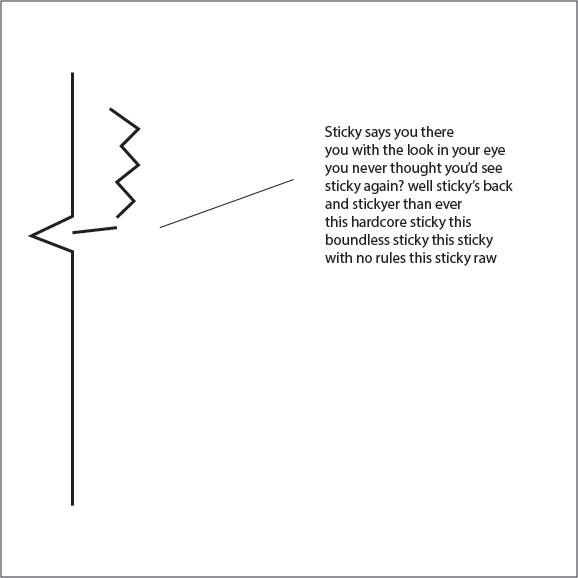 Sticky says you there
you with the look in your eye
you never thought you’d see
sticky again? well sticky’s back
and stickyer than ever
this hardcore sticky this
boundless sticky this sticky
with no rules this sticky raw